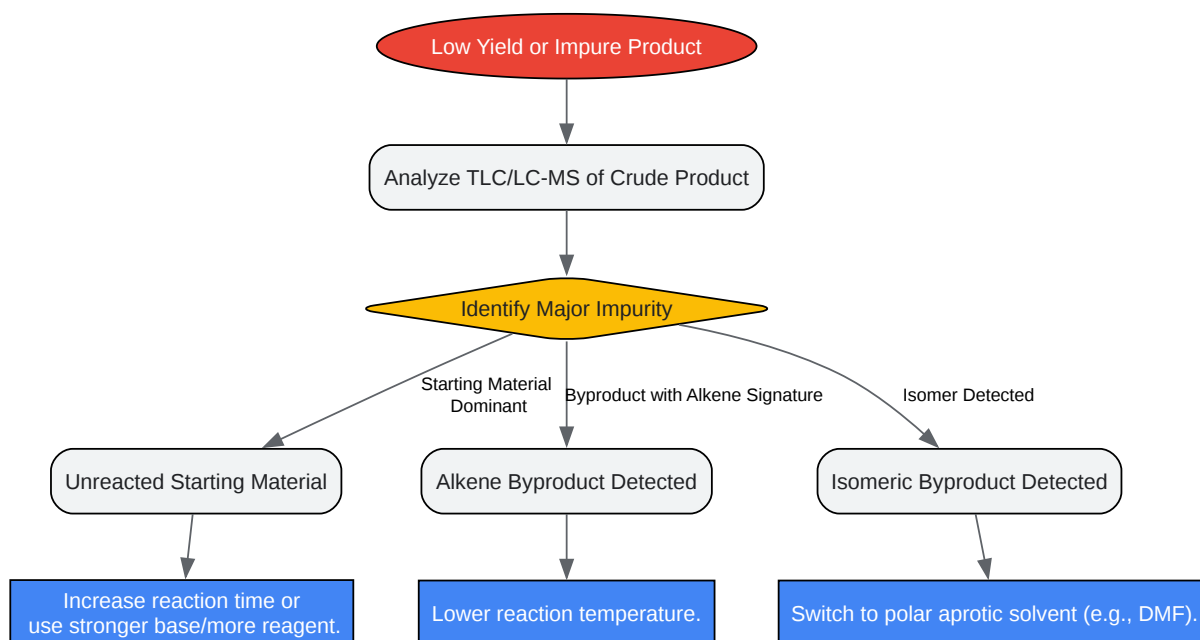 Low Yield or Impure Product
Analyze TLC/LC-MS of Crude Product
Identify Major Impurity
Starting Material
Dominant
Byproduct with Alkene Signature
Isomer Detected
Unreacted Starting Material
Alkene Byproduct Detected
Isomeric Byproduct Detected
Increase reaction time or
use stronger base/more reagent.
Lower reaction temperature.
Switch to polar aprotic solvent (e.g., DMF).